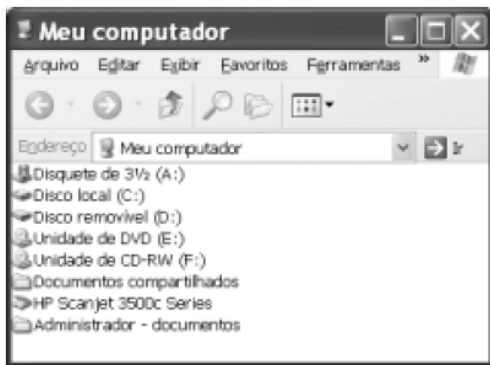 Meu computador
Arquivo Editar Exibir Favoritos Ferramentas »
Endereço Meu computador Ir
Disquete de 3½ (A:)
Disco local (C:)
Disco removível (D:)
Unidade de DVD (E:)
Unidade de CD-RW (F:)
Documentos compartilhados
HP Scanjet 3500c Series
Administrador - documentos